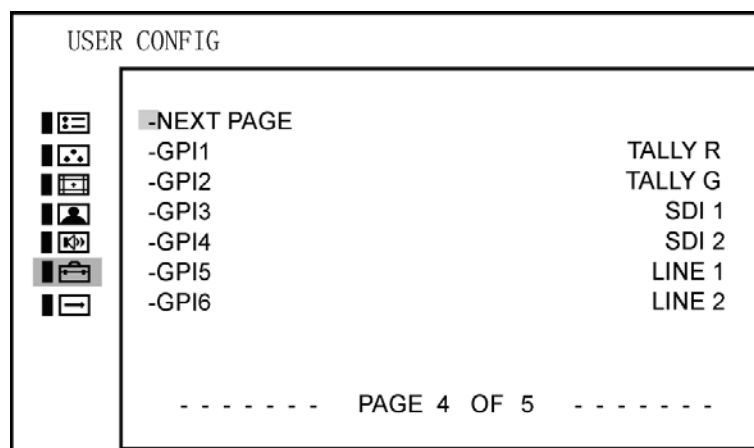 USER CONFIG
-NEXT PAGE
-GPI1 TALLY R
-GPI2 TALLY G
-GPI3 SDI 1
-GPI4 SDI 2
-GPI5 LINE 1
-GPI6 LINE 2
- - - - - - - PAGE 4 OF 5 - - - - - - -